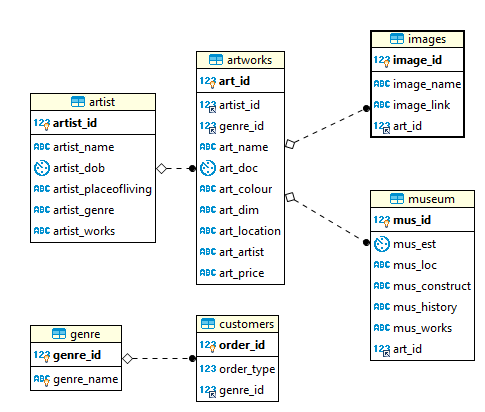 images
123 image_id
ABC image_name
ABC image_link
123 art_id
artworks
123 art_id
123 artist_id
123 genre_id
ABC art_name
art_doc
ABC art_colour
ABC art_dim
ABC art_location
ABC art_artist
ABC art_price
artist
123 artist_id
ABC artist_name
artist_dob
ABC artist_placeofliving
ABC artist_genre
ABC artist_works
museum
123 mus_id
mus_est
ABC mus_loc
ABC mus_construct
ABC mus_history
ABC mus_works
123 art_id
genre
123 genre_id
ABC genre_name
customers
123 order_id
123 order_type
123 genre_id